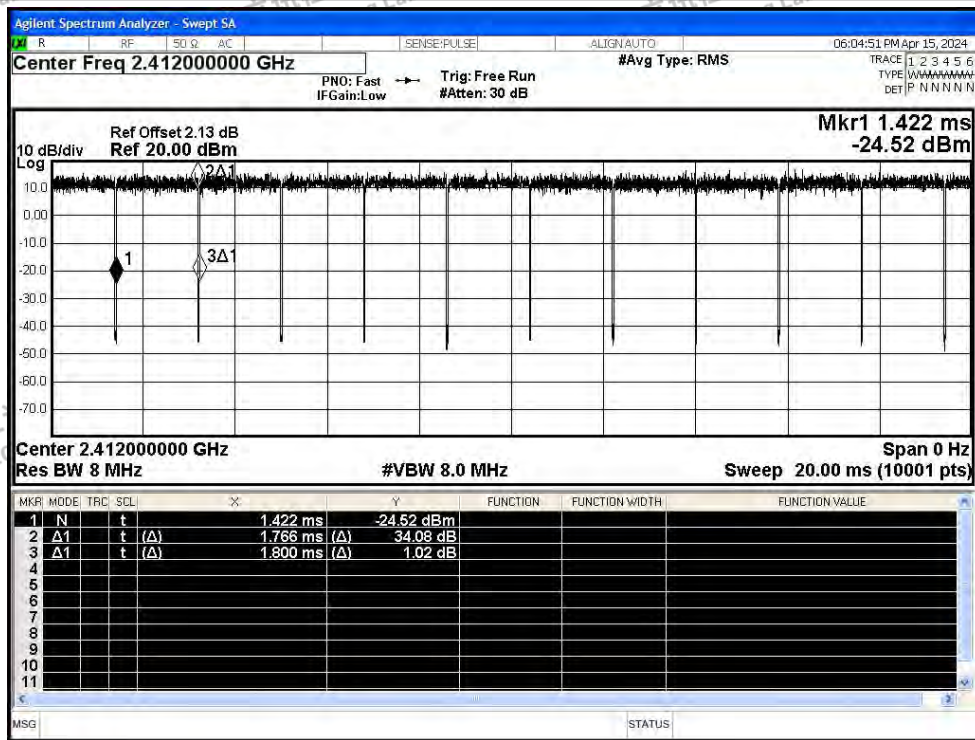 Agilent Spectrum Analyzer - Swept SA
R RF 50 Ω AC SENSE:PULSE ALIGN AUTO 06:04:51 PM Apr 15, 2024
Center Freq 2.412000000 GHz
#Avg Type: RMS
TRACE 1 2 3 4 5 6
PNO: Fast
Trig: Free Run
TYPE WWWWWW
IFGain:Low
#Atten: 30 dB
DET P N N N N N
Mkr1 1.422 ms
Ref Offset 2.13 dB
10 dB/div
Ref 20.00 dBm
-24.52 dBm
Log
2Δ1
10.0
0.00
-10.0
1
3Δ1
-20.0
-30.0
-40.0
-50.0
-60.0
-70.0
Center 2.412000000 GHz
Span 0 Hz
Res BW 8 MHz
#VBW 8.0 MHz
Sweep 20.00 ms (10001 pts)
MKR MODE TRC SCL X Y FUNCTION FUNCTION WIDTH FUNCTION VALUE
1 N t 1.422 ms -24.52 dBm
2 Δ1 t (Δ) 1.766 ms (Δ) 34.08 dB
3 Δ1 t (Δ) 1.800 ms (Δ) 1.02 dB
4
5
6
7
8
9
10
11
MSG
STATUS